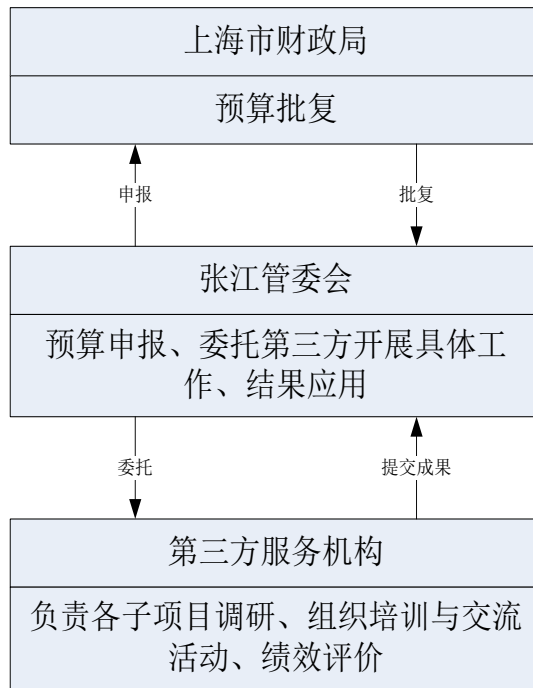 上海市财政局
预算批复
申报
批复
张江管委会
预算申报、委托第三方开展具体工
作、结果应用
委托
提交成果
第三方服务机构
负责各子项目调研、组织培训与交流
活动、绩效评价